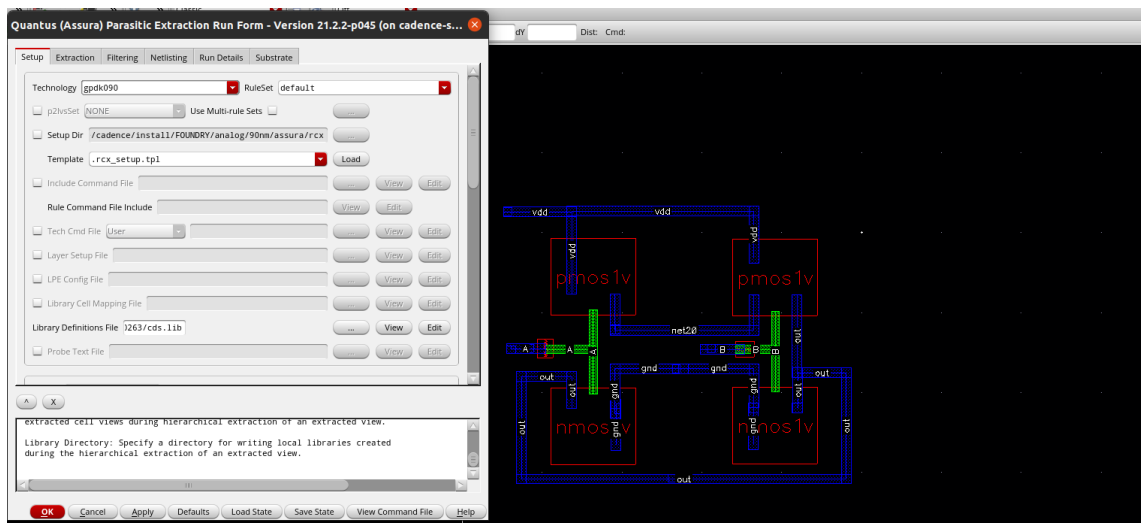 Quantus (Assura) Parasitic Extraction Run Form - Version 21.2.2-p045 (on cadence-s...
dY Dist: Cmd:
Setup Extraction Filtering Netlisting Run Details Substrate
Technology gpdk090 RuleSet default
p2lvsSet NONE Use Multi-rule Sets ...
Setup Dir /cadence/install/FOUNDRY/analog/90nm/assura/rcx ...
Template .rcx_setup.tpl Load
Include Command File ... View Edit
Rule Command File Include View Edit
Tech Cmd File User ... View Edit
Layer Setup File ... View Edit
LPE Config File ... View Edit
Library Cell Mapping File ... View Edit
Library Definitions File )263/cds.lib ... View Edit
Probe Text File ... View Edit
^ X
extracted cell views during hierarchical extraction of an extracted view.
Library Directory: Specify a directory for writing local libraries created
during the hierarchical extraction of an extracted view.
OK Cancel Apply Defaults Load State Save State View Command File Help
vdd vdd
vdd vdd
pmos1v pmos1v
net20 out
A A A B B B
out gnd gnd out
out gnd gnd out
nmos1v nmos1v
out gnd gnd out
out